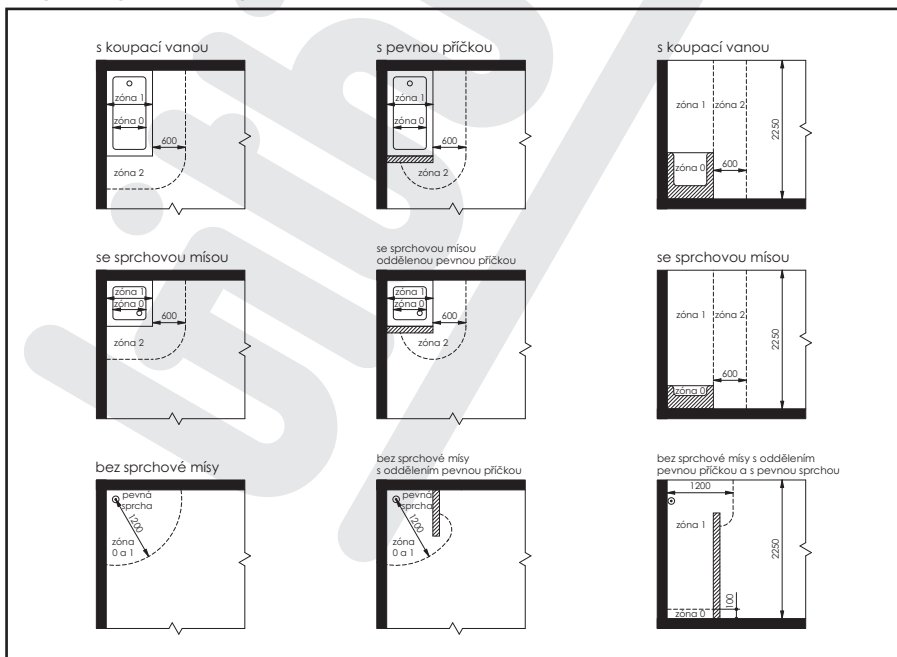 s koupací vanou
zóna 1
zóna 0
600
zóna 2
s pevnou příčkou
zóna 1
zóna 0
600
zóna 2
s koupací vanou
zóna 1
zóna 2
2250
zóna 0
600
se sprchovou mísou
zóna 1
zóna 0
600
zóna 2
se sprchovou mísou
oddělenou pevnou příčkou
zóna 1
zóna 0
600
zóna 2
se sprchovou mísou
zóna 1
zóna 2
2250
600
zóna 0
bez sprchové mísy
pevná
sprcha
1200
zóna
0 a 1
bez sprchové mísy
s oddělením pevnou příčkou
pevná
sprcha
1200
zóna
0 a 1
bez sprchové mísy s oddělením
pevnou příčkou a s pevnou sprchou
1200
zóna 1
2250
100
zóna 0